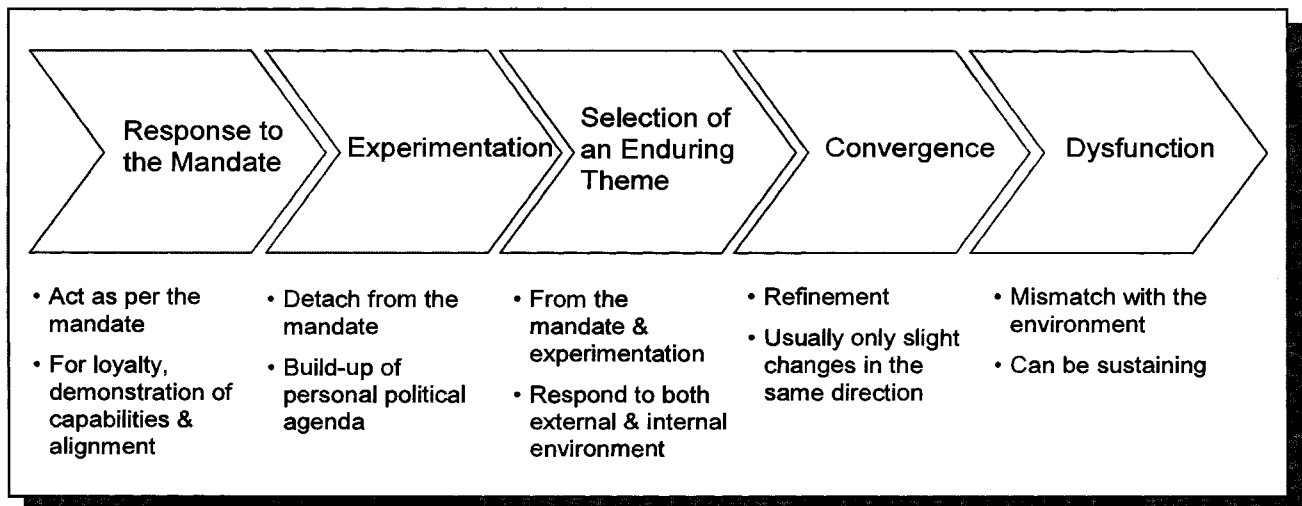 Response to
the Mandate
Experimentation
Selection of
an Enduring
Theme
Convergence
Dysfunction
• Act as per the
mandate
• For loyalty,
demonstration of
capabilities &
alignment
• Detach from the
mandate
• Build-up of
personal political
agenda
• From the
mandate &
experimentation
• Respond to both
external & internal
environment
• Refinement
• Usually only slight
changes in the
same direction
• Mismatch with the
environment
• Can be sustaining